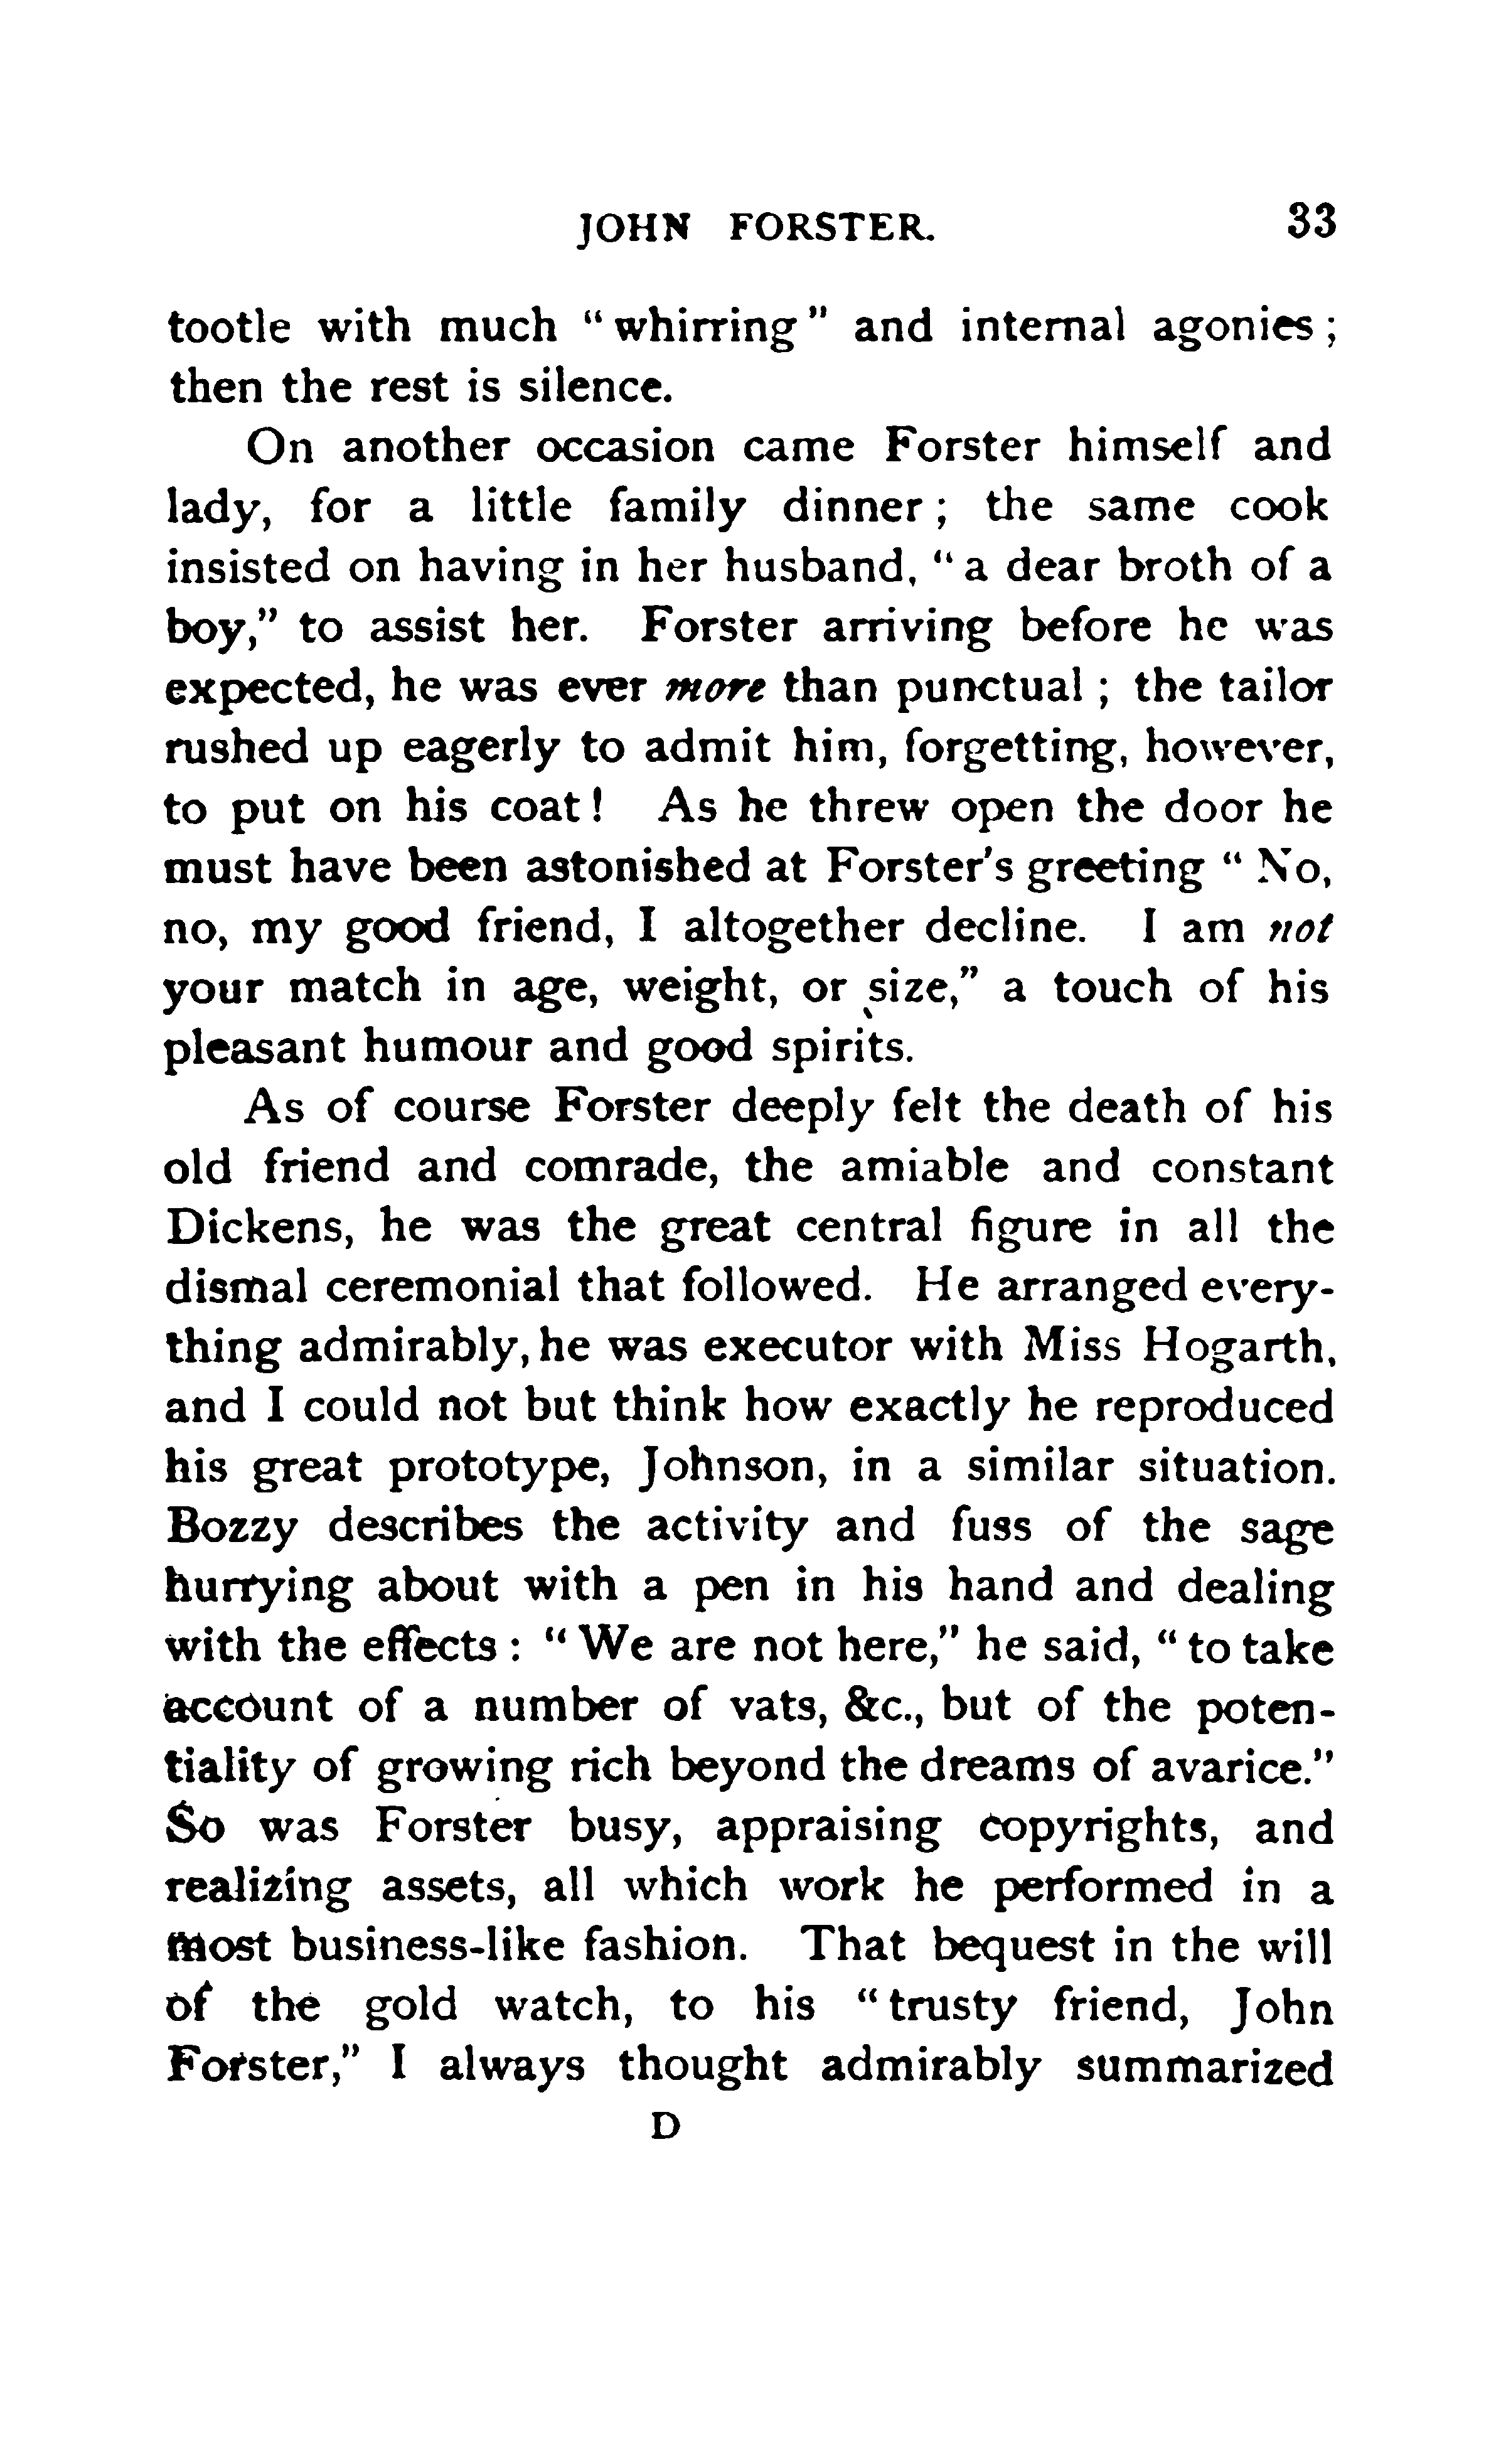 JOHN FORSTER. 33
tootle with much "whirring" and internal agonies;
then the rest is silence.
On another occasion came Forster himself and
lady, for a little family dinner; the same cook
insisted on having in her husband, "a dear broth of a
boy," to assist her. Forster arriving before he was
expected, he was ever more than punctual; the tailor
rushed up eagerly to admit him, forgetting, however,
to put on his coat! As he threw open the door he
must have been astonished at Forster's greeting "No,
no, my good friend, I altogether decline. I am not
your match in age, weight, or size," a touch of his
pleasant humour and good spirits.
As of course Forster deeply felt the death of his
old friend and comrade, the amiable and constant
Dickens, he was the great central figure in all the
dismal ceremonial that followed. He arranged every-
thing admirably, he was executor with Miss Hogarth,
and I could not but think how exactly he reproduced
his great prototype, Johnson, in a similar situation.
Bozzy describes the activity and fuss of the sage
hurrying about with a pen in his hand and dealing
with the effects: "We are not here," he said, "to take
account of a number of vats, &c., but of the poten-
tiality of growing rich beyond the dreams of avarice."
So was Forster busy, appraising copyrights, and
realizing assets, all which work he performed in a
most business-like fashion. That bequest in the will
of the gold watch, to his "trusty friend, John
Forster," I always thought admirably summarized
D